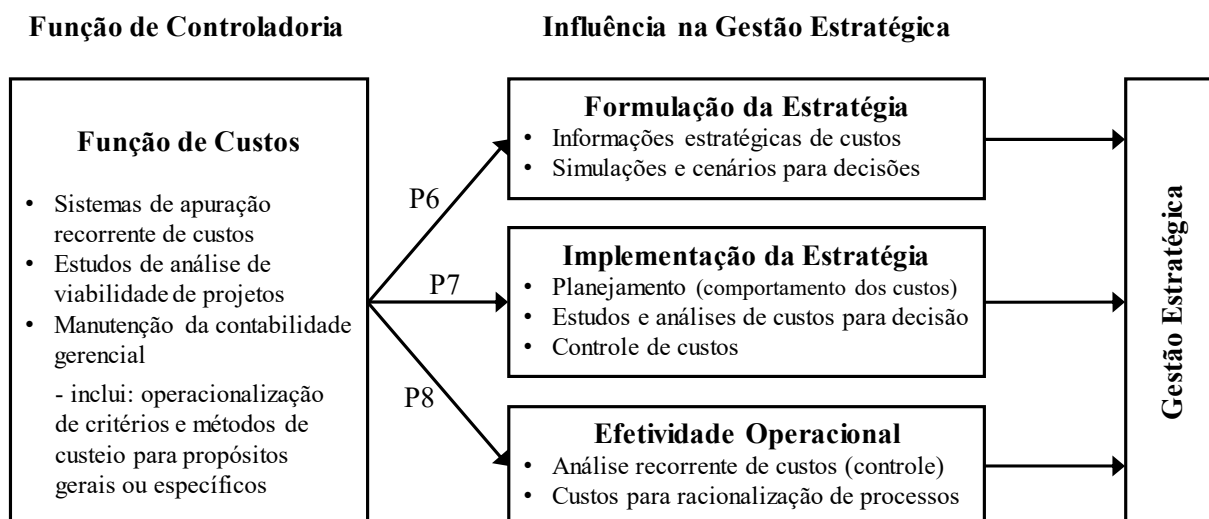 Função de Controladoria
Influência na Gestão Estratégica
Função de Custos
• Sistemas de apuração
recorrente de custos
• Estudos de análise de
viabilidade de projetos
• Manutenção da contabilidade
gerencial
- inclui: operacionalização
de critérios e métodos de
custeio para propósitos
gerais ou específicos
P6
P7
P8
Formulação da Estratégia
• Informações estratégicas de custos
• Simulações e cenários para decisões
Implementação da Estratégia
• Planejamento (comportamento dos custos)
• Estudos e análises de custos para decisão
• Controle de custos
Efetividade Operacional
• Análise recorrente de custos (controle)
• Custos para racionalização de processos
Gestão Estratégica